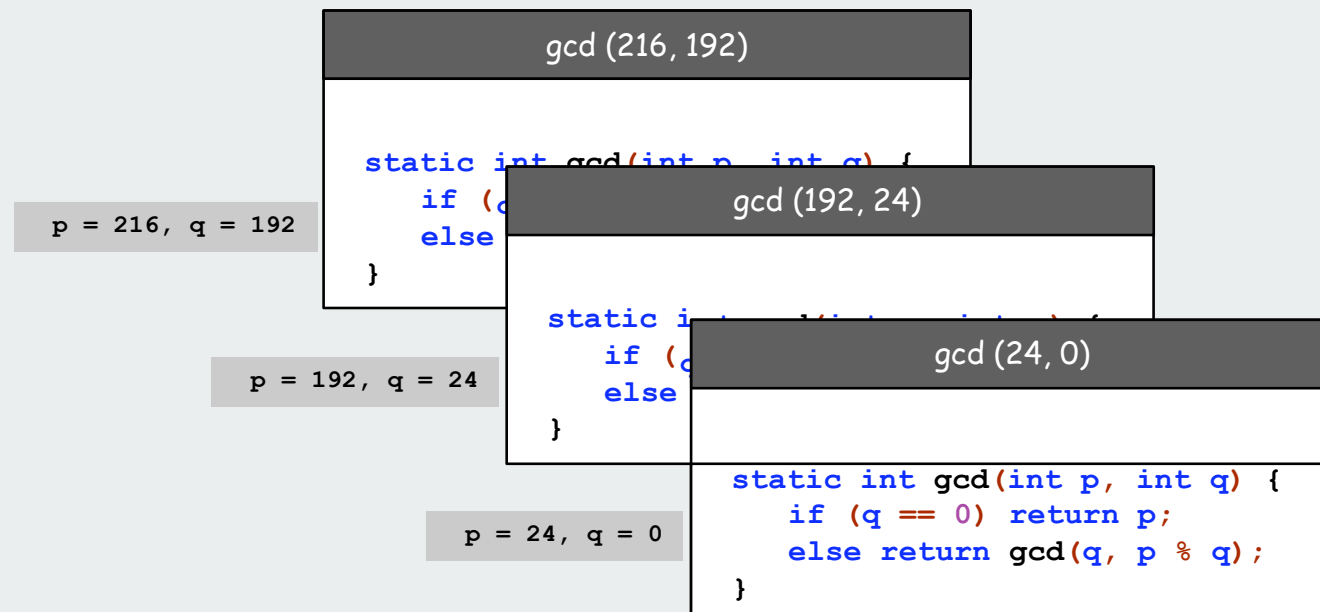 gcd (216, 192)
static int gcd(int p, int q) {
if (
else
}
p = 216, q = 192
gcd (192, 24)
static
if (
else
}
p = 192, q = 24
gcd (24, 0)
static int gcd(int p, int q) {
if (q == 0) return p;
else return gcd(q, p % q);
}
p = 24, q = 0